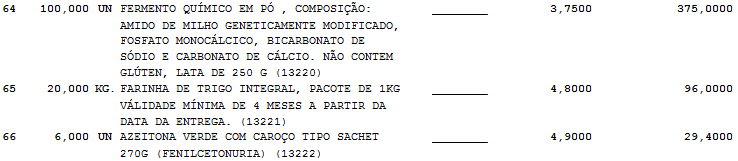 64 100,000 UN FERMENTO QUÍMICO EM PÓ , COMPOSIÇÃO: ________ 3,7500 375,0000
AMIDO DE MILHO GENETICAMENTE MODIFICADO,
FOSFATO MONOCÁLCICO, BICARBONATO DE
SÓDIO E CARBONATO DE CÁLCIO. NÃO CONTEM
GLÚTEN, LATA DE 250 G (13220)
65 20,000 KG. FARINHA DE TRIGO INTEGRAL, PACOTE DE 1KG ________ 4,8000 96,0000
VÁLIDADE MÍNIMA DE 4 MESES A PARTIR DA
DATA DA ENTREGA. (13221)
66 6,000 UN AZEITONA VERDE COM CAROÇO TIPO SACHET ________ 4,9000 29,4000
270G (FENILCETONURIA) (13222)